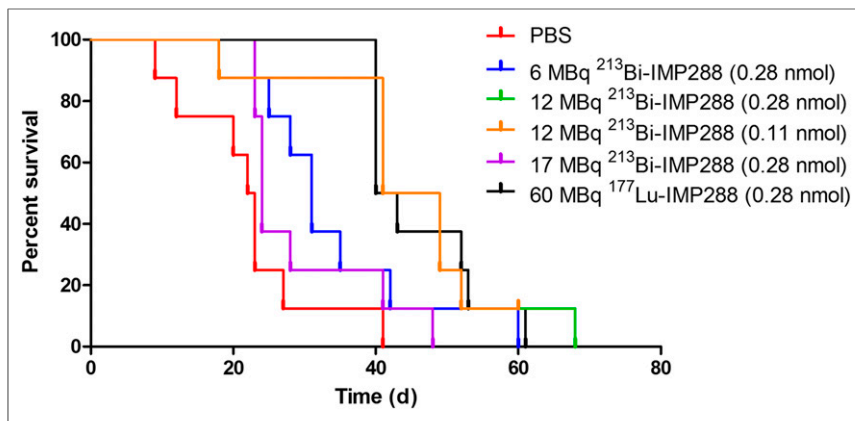 PBS
6 MBq ²¹³Bi-IMP288 (0.28 nmol)
12 MBq ²¹³Bi-IMP288 (0.28 nmol)
12 MBq ²¹³Bi-IMP288 (0.11 nmol)
17 MBq ²¹³Bi-IMP288 (0.28 nmol)
60 MBq ¹⁷⁷Lu-IMP288 (0.28 nmol)
Percent survival
100
80
60
40
20
0
0 20 40 60 80
Time (d)